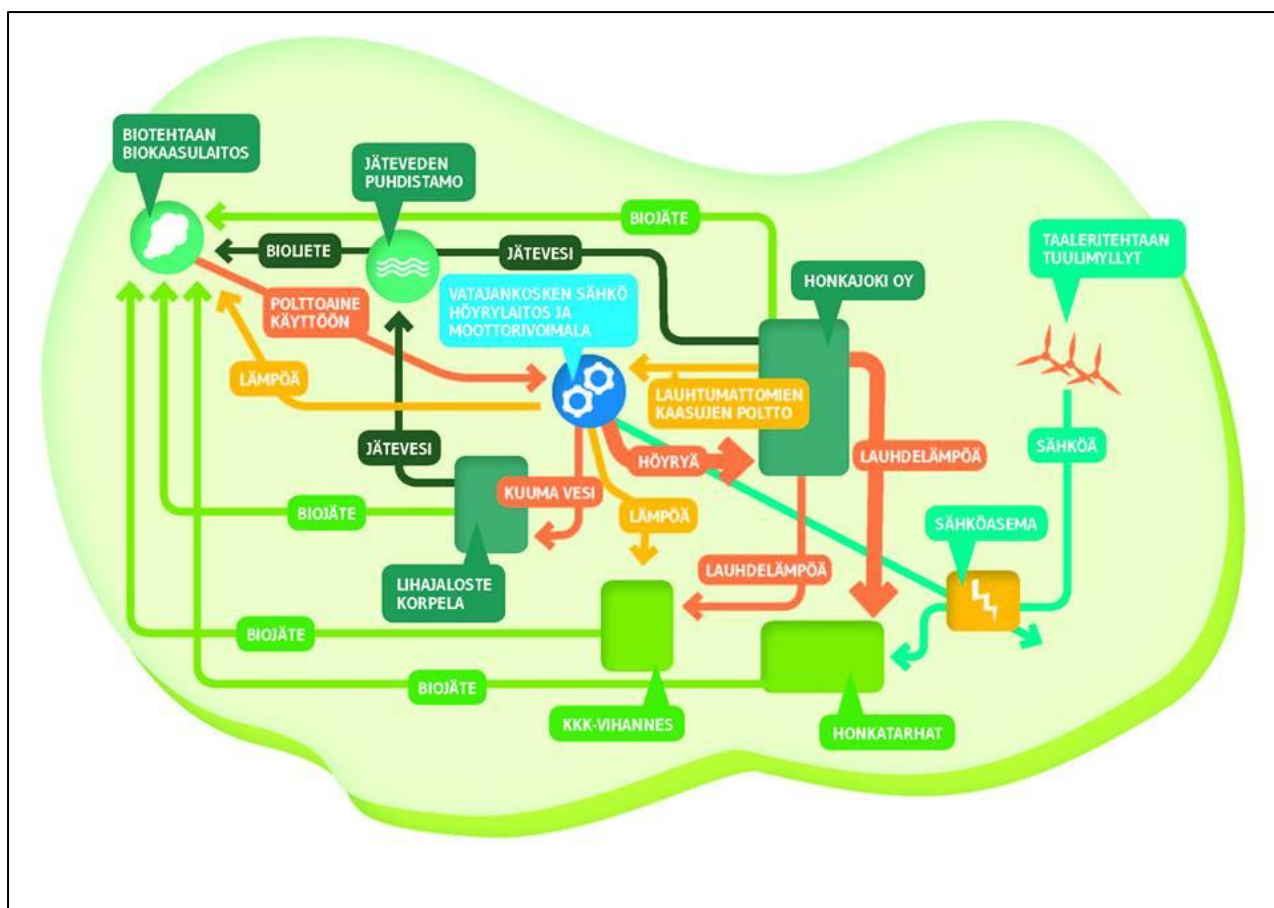 BIOTEHTAAN
BIOKAASULAITOS
JÄTEVEDEN
PUHDISTAMO
BIOJÄTE
TAALERITEHTAAN
TUULIMYLLYT
BIOLIETE
JÄTEVESI
HONKAJOKI OY
VATAJANKOSKEN SÄHKÖ
HÖYRYLAITOS JA
MOOTTORIVOIMALA
POLTTOAINE
KÄYTTÖÖN
LÄMPÖÄ
LAUHTUMATTOMIEN
KAASUJEN POLTTO
JÄTEVESI
HÖYRYÄ
LAUHDELÄMPÖÄ
SÄHKÖÄ
KUUMA VESI
BIOJÄTE
LÄMPÖÄ
SÄHKÖASEMA
LAUHDELÄMPÖÄ
LIHAJALOSTE
KORPELA
BIOJÄTE
BIOJÄTE
KKK-VIHANNES
HONKATARHAT